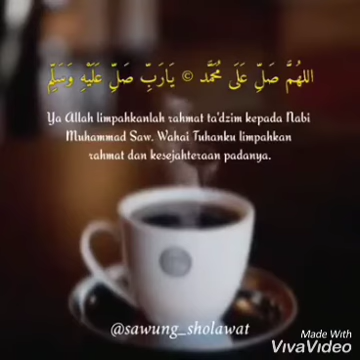 اللهُمَّ صَلِّ عَلَى مُحَمَّد © يَارَبِّ صَلِّ عَلَيْهِ وَسَلِّمْ
Ya Allah limpahkanlah rahmat ta'dzim kepada Nabi
Muhammad Saw. Wahai Tuhanku limpahkan
rahmat dan kesejahteraan padanya.
@sawung_sholawat
Made With
VivaVideo